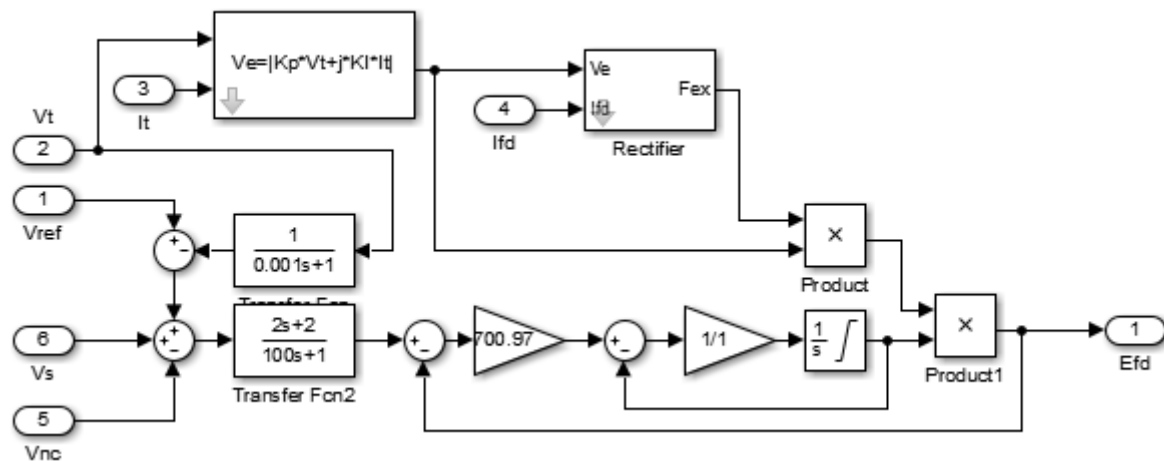 Ve=|Kp*Vt+j*KI*It|
3
It
Ve
Ifd
Fex
Rectifier
4
Ifd
Vt
2
1
Vref
+
−
1
0.001s+1
×
Product
6
Vs
+
+
−
2s+2
100s+1
Transfer Fcn2
+
−
700.97
+
−
1/1
1
s
×
Product1
1
Efd
5
Vnc